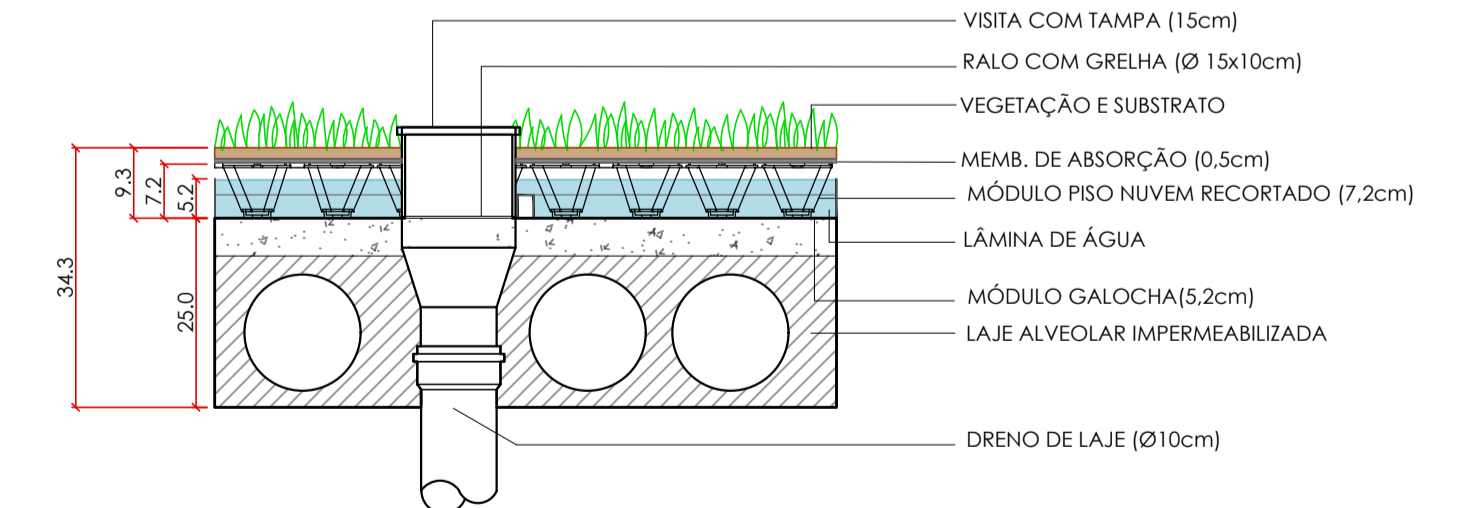 VISITA COM TAMPA (15cm)
RALO COM GRELHA (Ø 15x10cm)
VEGETAÇÃO E SUBSTRATO
MEMB. DE ABSORÇÃO (0,5cm)
MÓDULO PISO NUVEM RECORTADO (7,2cm)
LÂMINA DE ÁGUA
MÓDULO GALOCHA(5,2cm)
LAJE ALVEOLAR IMPERMEABILIZADA
DRENO DE LAJE (Ø10cm)
34.3
9.3
7.2
5.2
25.0